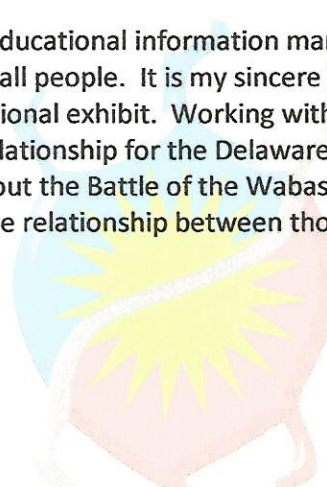 ducational information ma
all people. It is my sincere
ional exhibit. Working with
lationship for the Delaware
out the Battle of the Wabas
e relationship between tho